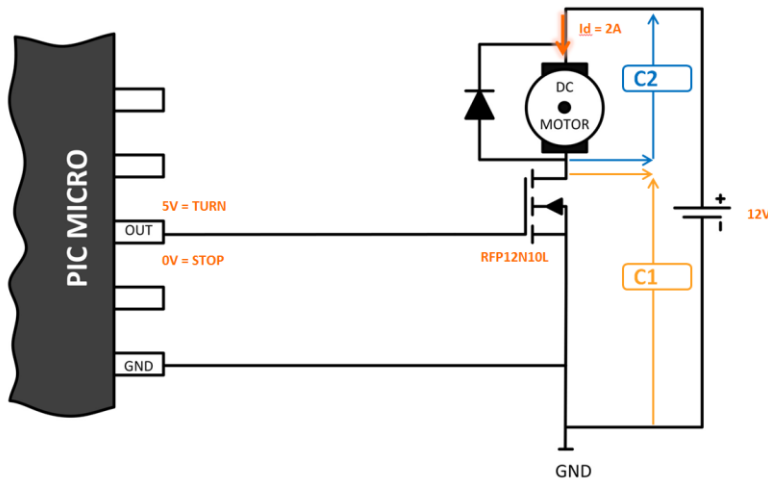 Id = 2A
C2
DC
MOTOR
PIC MICRO
5V = TURN
OUT
0V = STOP
RFP12N10L
+
-
12V
C1
GND
GND